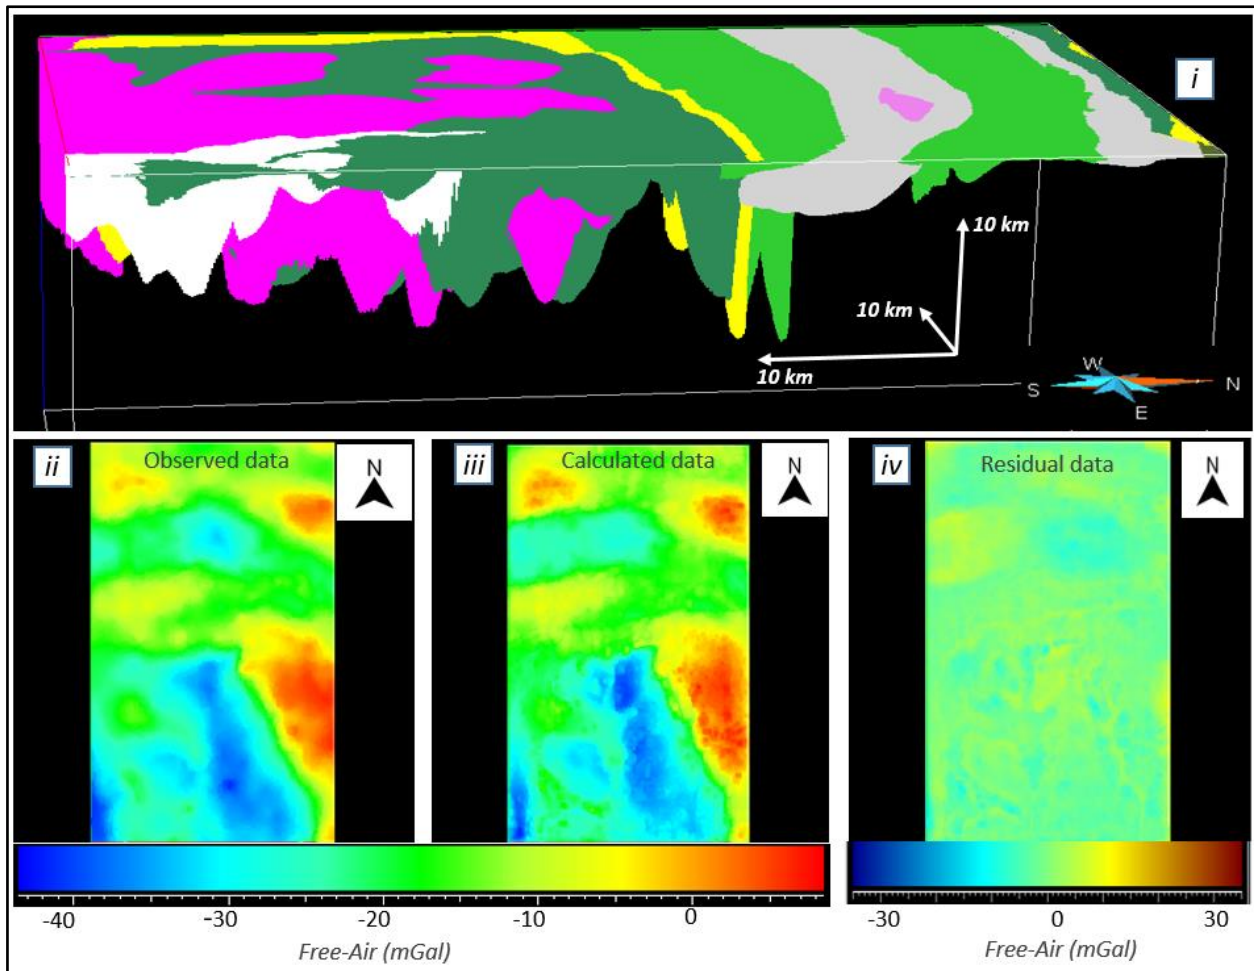 i
10 km
10 km
10 km
W
S
N
E
ii
Observed data
N
iii
Calculated data
N
iv
Residual data
N
-40
-30
-20
-10
0
Free-Air (mGal)
-30
0
30
Free-Air (mGal)